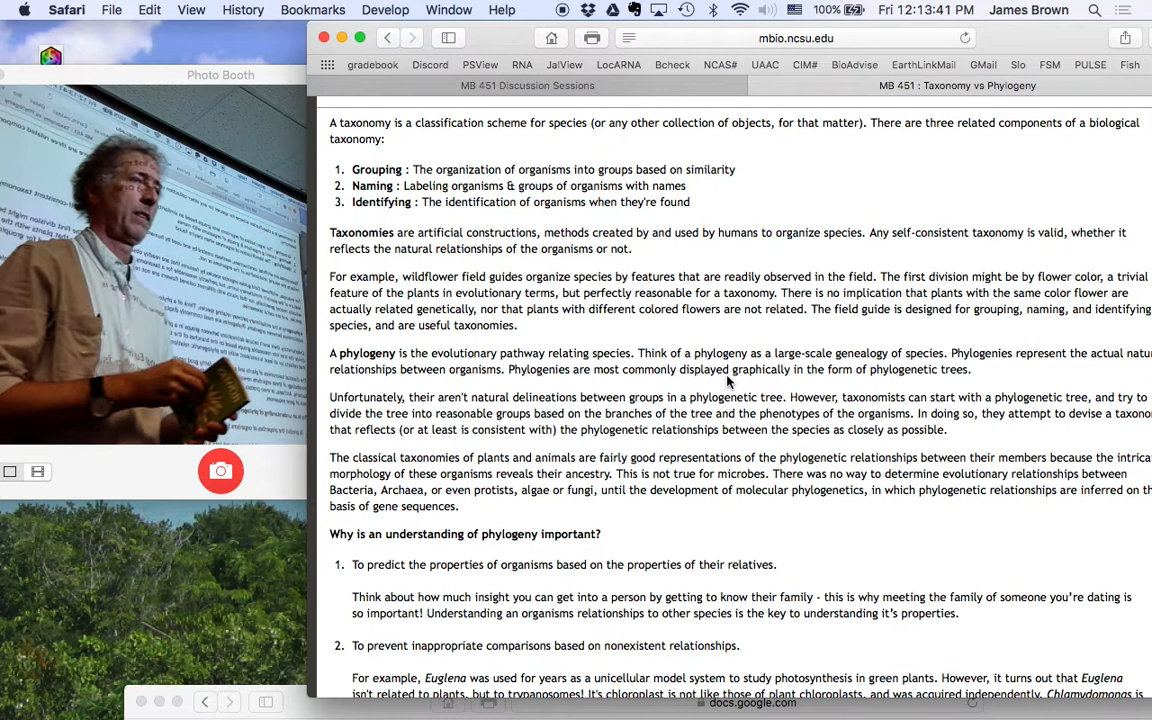 Safari File Edit View History Bookmarks Develop Window Help 100% Fri 12:13:41 PM James Brown
Photo Booth
mbio.ncsu.edu
gradebook Discord PSView RNA JalView LocARNA Bcheck NCAS# UAAC CIM# BioAdvise EarthLinkMail GMail Slo FSM PULSE Fish
MB 451 Discussion Sessions MB 451 : Taxonomy vs Phylogeny
A taxonomy is a classification scheme for species (or any other collection of objects, for that matter). There are three related components of a biological
taxonomy:
1. Grouping : The organization of organisms into groups based on similarity
2. Naming : Labeling organisms & groups of organisms with names
3. Identifying : The identification of organisms when they're found
Taxonomies are artificial constructions, methods created by and used by humans to organize species. Any self-consistent taxonomy is valid, whether it
reflects the natural relationships of the organisms or not.
For example, wildflower field guides organize species by features that are readily observed in the field. The first division might be by flower color, a trivial
feature of the plants in evolutionary terms, but perfectly reasonable for a taxonomy. There is no implication that plants with the same color flower are
actually related genetically, nor that plants with different colored flowers are not related. The field guide is designed for grouping, naming, and identifying
species, and are useful taxonomies.
A phylogeny is the evolutionary pathway relating species. Think of a phylogeny as a large-scale genealogy of species. Phylogenies represent the actual natu
relationships between organisms. Phylogenies are most commonly displayed graphically in the form of phylogenetic trees.
Unfortunately, their aren't natural delineations between groups in a phylogenetic tree. However, taxonomists can start with a phylogenetic tree, and try to
divide the tree into reasonable groups based on the branches of the tree and the phenotypes of the organisms. In doing so, they attempt to devise a taxono
that reflects (or at least is consistent with) the phylogenetic relationships between the species as closely as possible.
The classical taxonomies of plants and animals are fairly good representations of the phylogenetic relationships between their members because the intrica
morphology of these organisms reveals their ancestry. This is not true for microbes. There was no way to determine evolutionary relationships between
Bacteria, Archaea, or even protists, algae or fungi, until the development of molecular phylogenetics, in which phylogenetic relationships are inferred on th
basis of gene sequences.
Why is an understanding of phylogeny important?
1. To predict the properties of organisms based on the properties of their relatives.
Think about how much insight you can get into a person by getting to know their family - this is why meeting the family of someone you're dating is
so important! Understanding an organisms relationships to other species is the key to understanding it's properties.
2. To prevent inappropriate comparisons based on nonexistent relationships.
For example, Euglena was used for years as a unicellular model system to study photosynthesis in green plants. However, it turns out that Euglena
isn't related to plants, but to trypanosomes! It's chloroplast is not like those of plant chloroplasts, and was acquired independently. Chlamydomonas is
docs.google.com